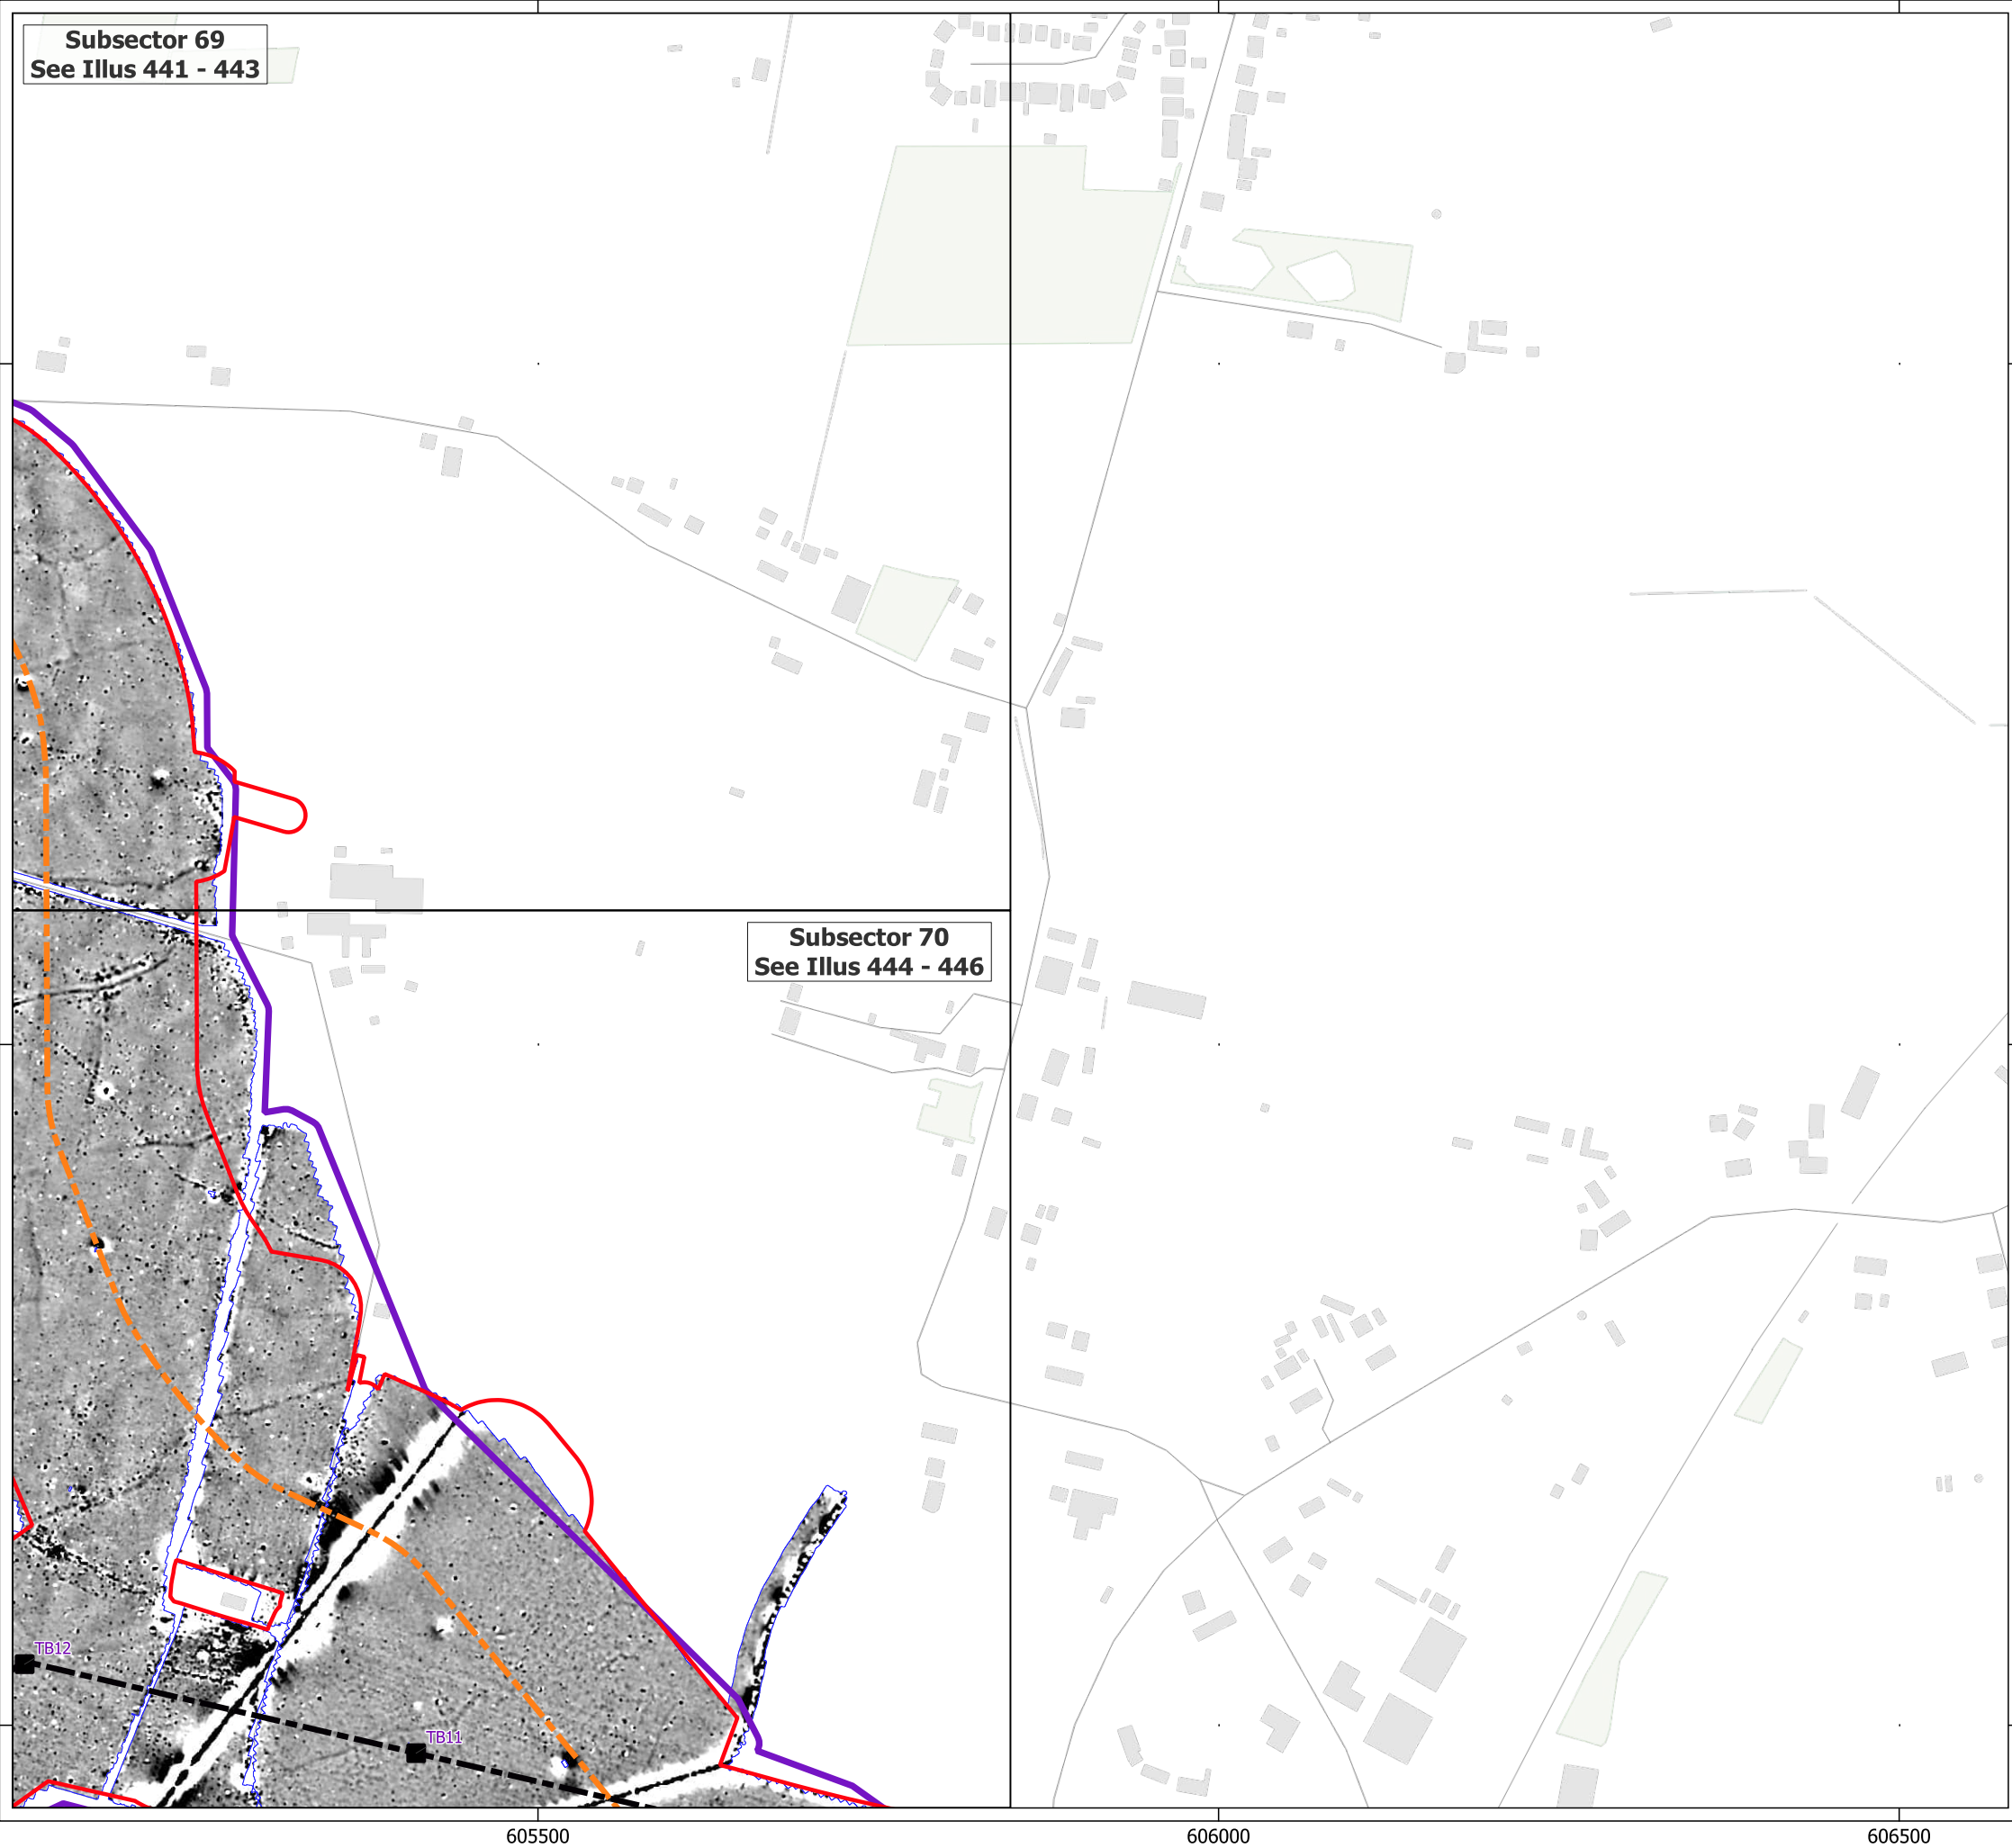 Subsector 69
See Illus 441 - 443
Subsector 70
See Illus 444 - 446
TB12
TB11
605500
606000
606500